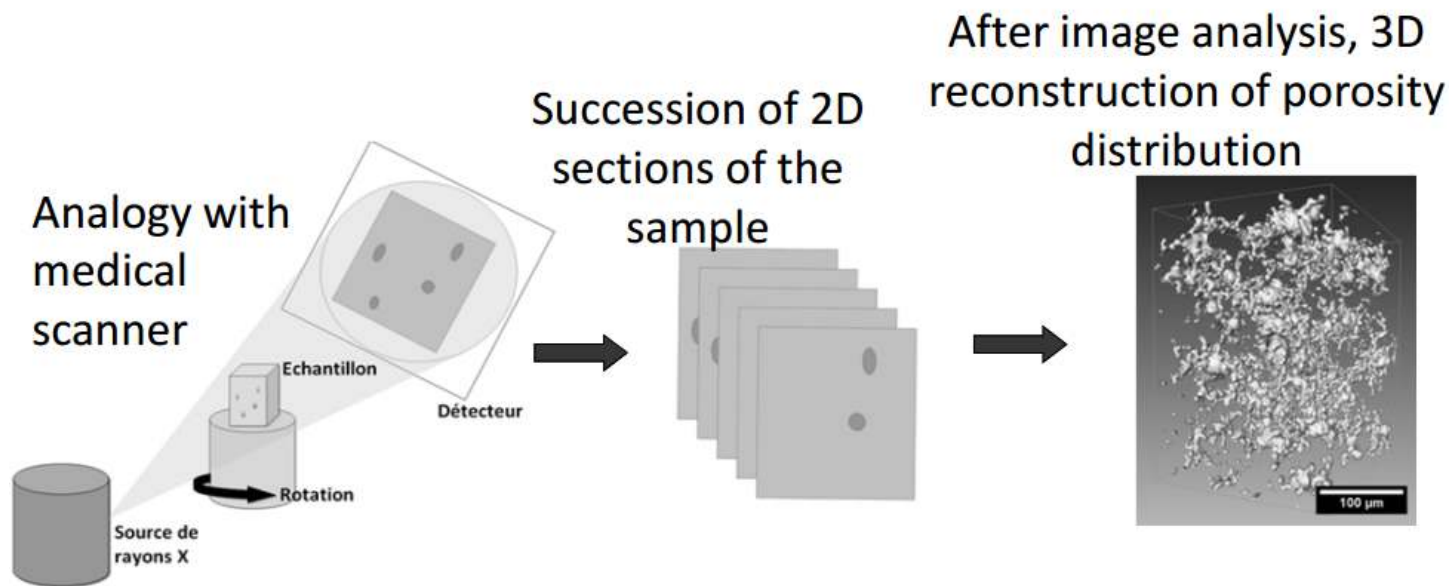 Analogy with
medical
scanner
Echantillon
Détecteur
Rotation
Source de
rayons X
Succession of 2D
sections of the
sample
After image analysis, 3D
reconstruction of porosity
distribution
100 µm